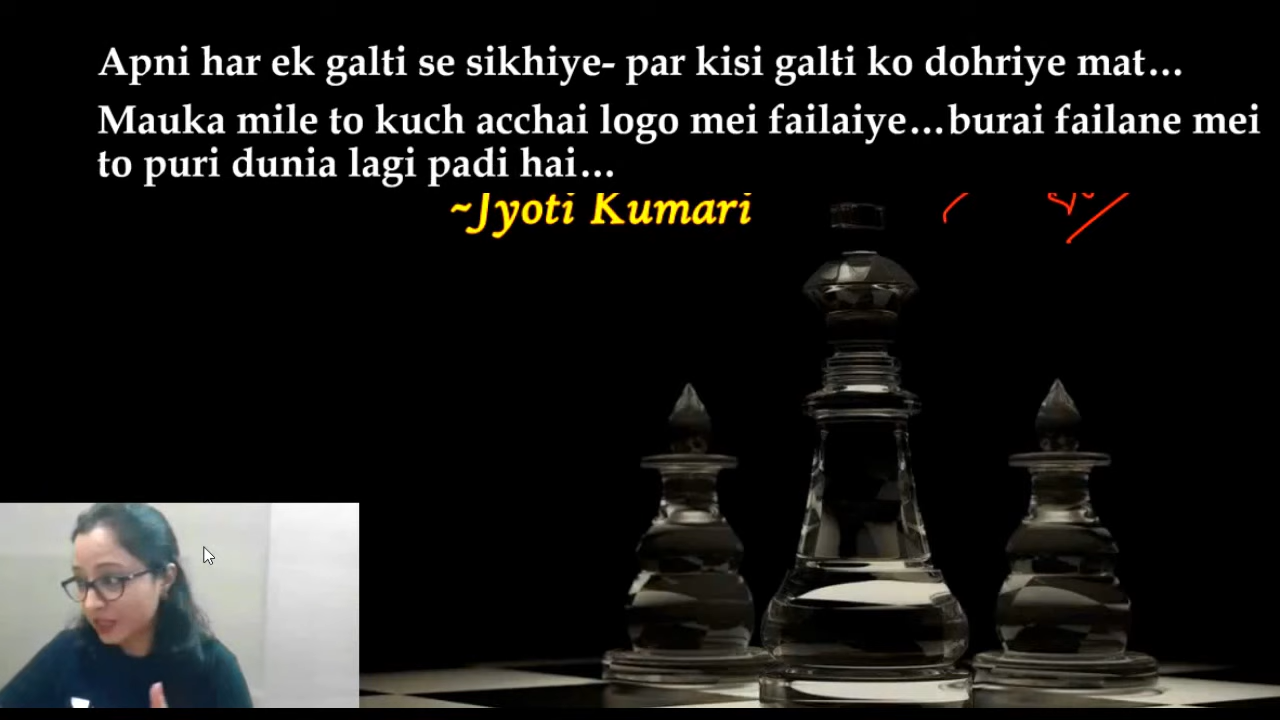 Apni har ek galti se sikhiye- par kisi galti ko dohriye mat…
Mauka mile to kuch acchai logo mei failaiye…burai failane mei
to puri dunia lagi padi hai…
~Jyoti Kumari